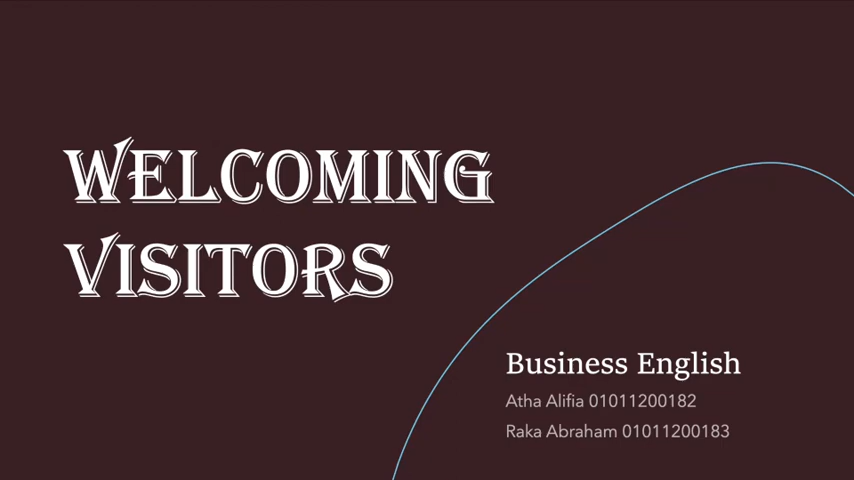 WELCOMING
VISITORS
Business English
Atha Alifia 01011200182
Raka Abraham 01011200183